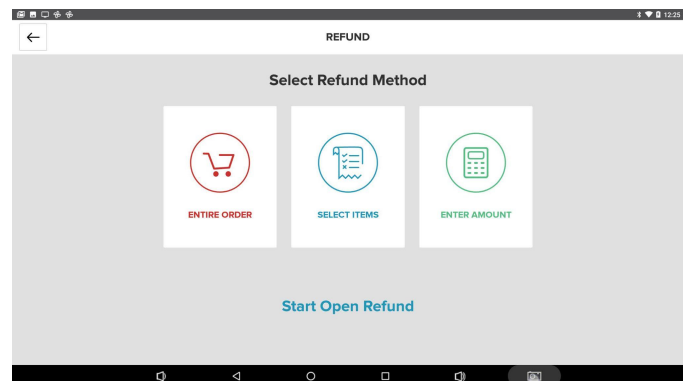 12:25
REFUND
Select Refund Method
ENTIRE ORDER
SELECT ITEMS
ENTER AMOUNT
Start Open Refund